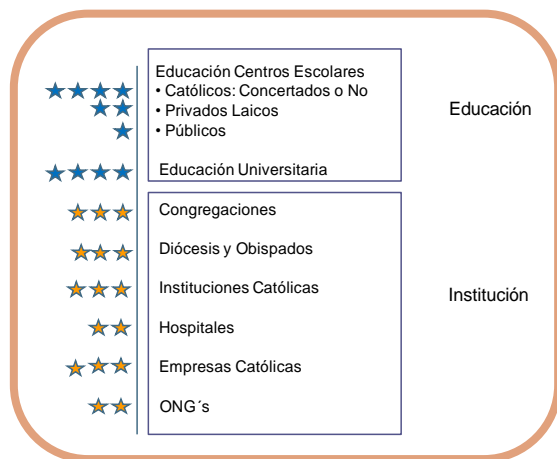 Educación Centros Escolares
• Católicos: Concertados o No
• Privados Laicos
• Públicos
Educación Universitaria
Educación
Congregaciones
Diócesis y Obispados
Instituciones Católicas
Hospitales
Empresas Católicas
ONG´s
Institución